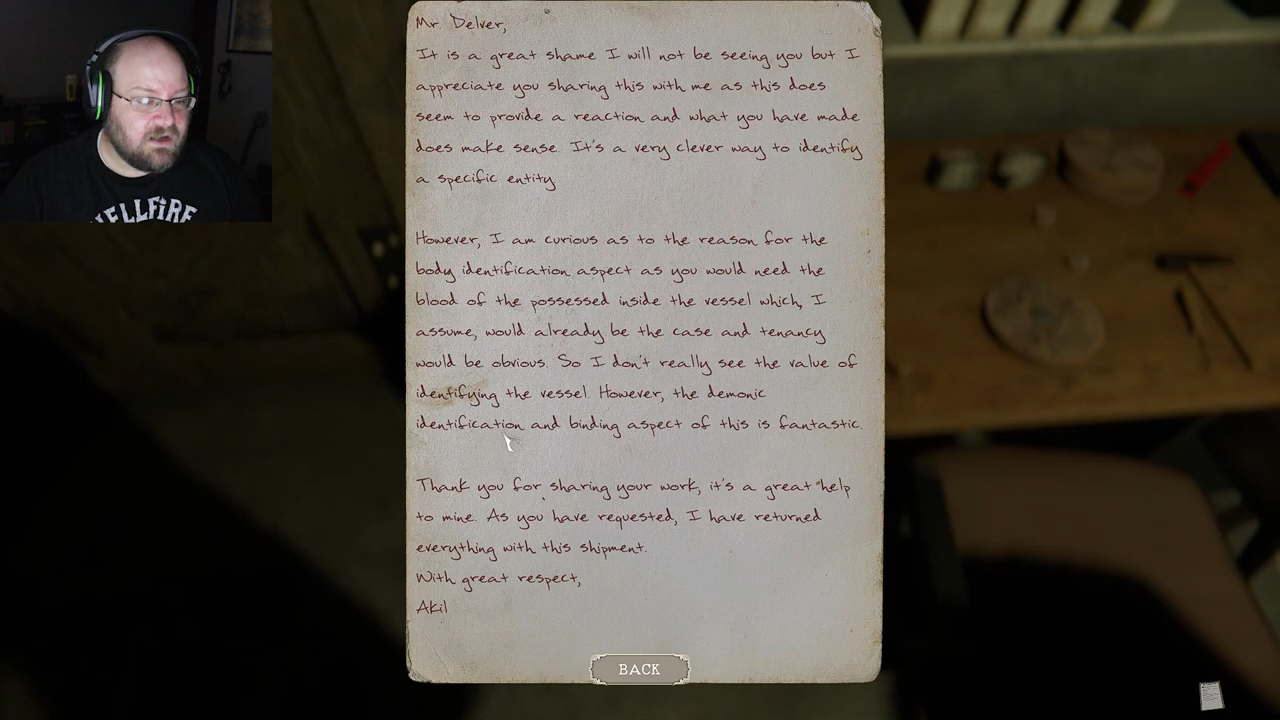 Mr. Delver,
It is a great shame I will not be seeing you but I
appreciate you sharing this with me as this does
seem to provide a reaction and what you have made
does make sense. It's a very clever way to identify
a specific entity
However, I am curious as to the reason for the
body identification aspect as you would need the
blood of the possessed inside the vessel which, I
assume, would already be the case and tenancy
would be obvious. So I don't really see the value of
identifying the vessel. However, the demonic
identification and binding aspect of this is fantastic.
Thank you for sharing your work, it's a great help
to mine. As you have requested, I have returned
everything with this shipment.
With great respect,
Akil
BACK
HELLFIRE